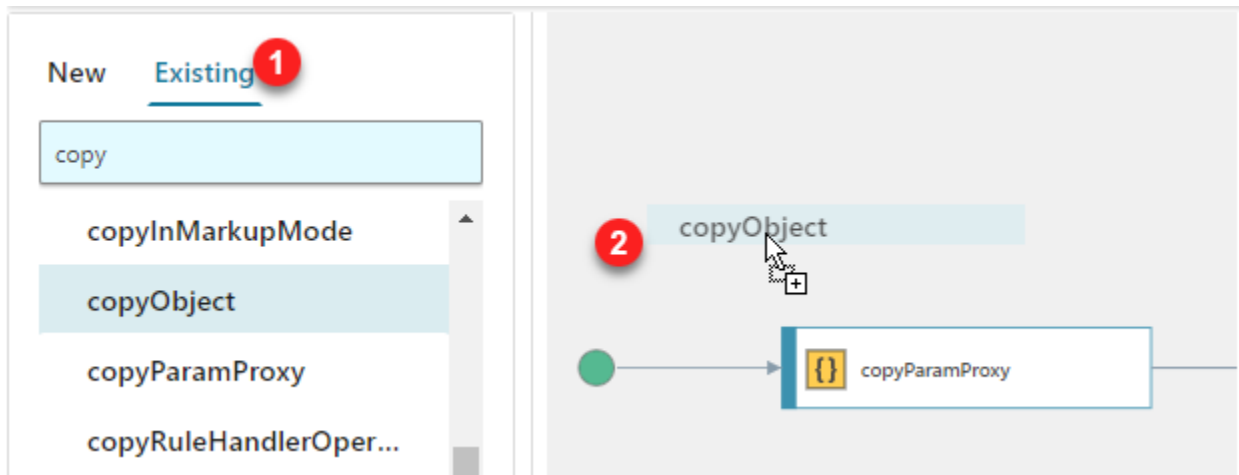 New Existing 1
copy
copyInMarkupMode
copyObject
copyParamProxy
copyRuleHandlerOper...
2 copyObject
{} copyParamProxy